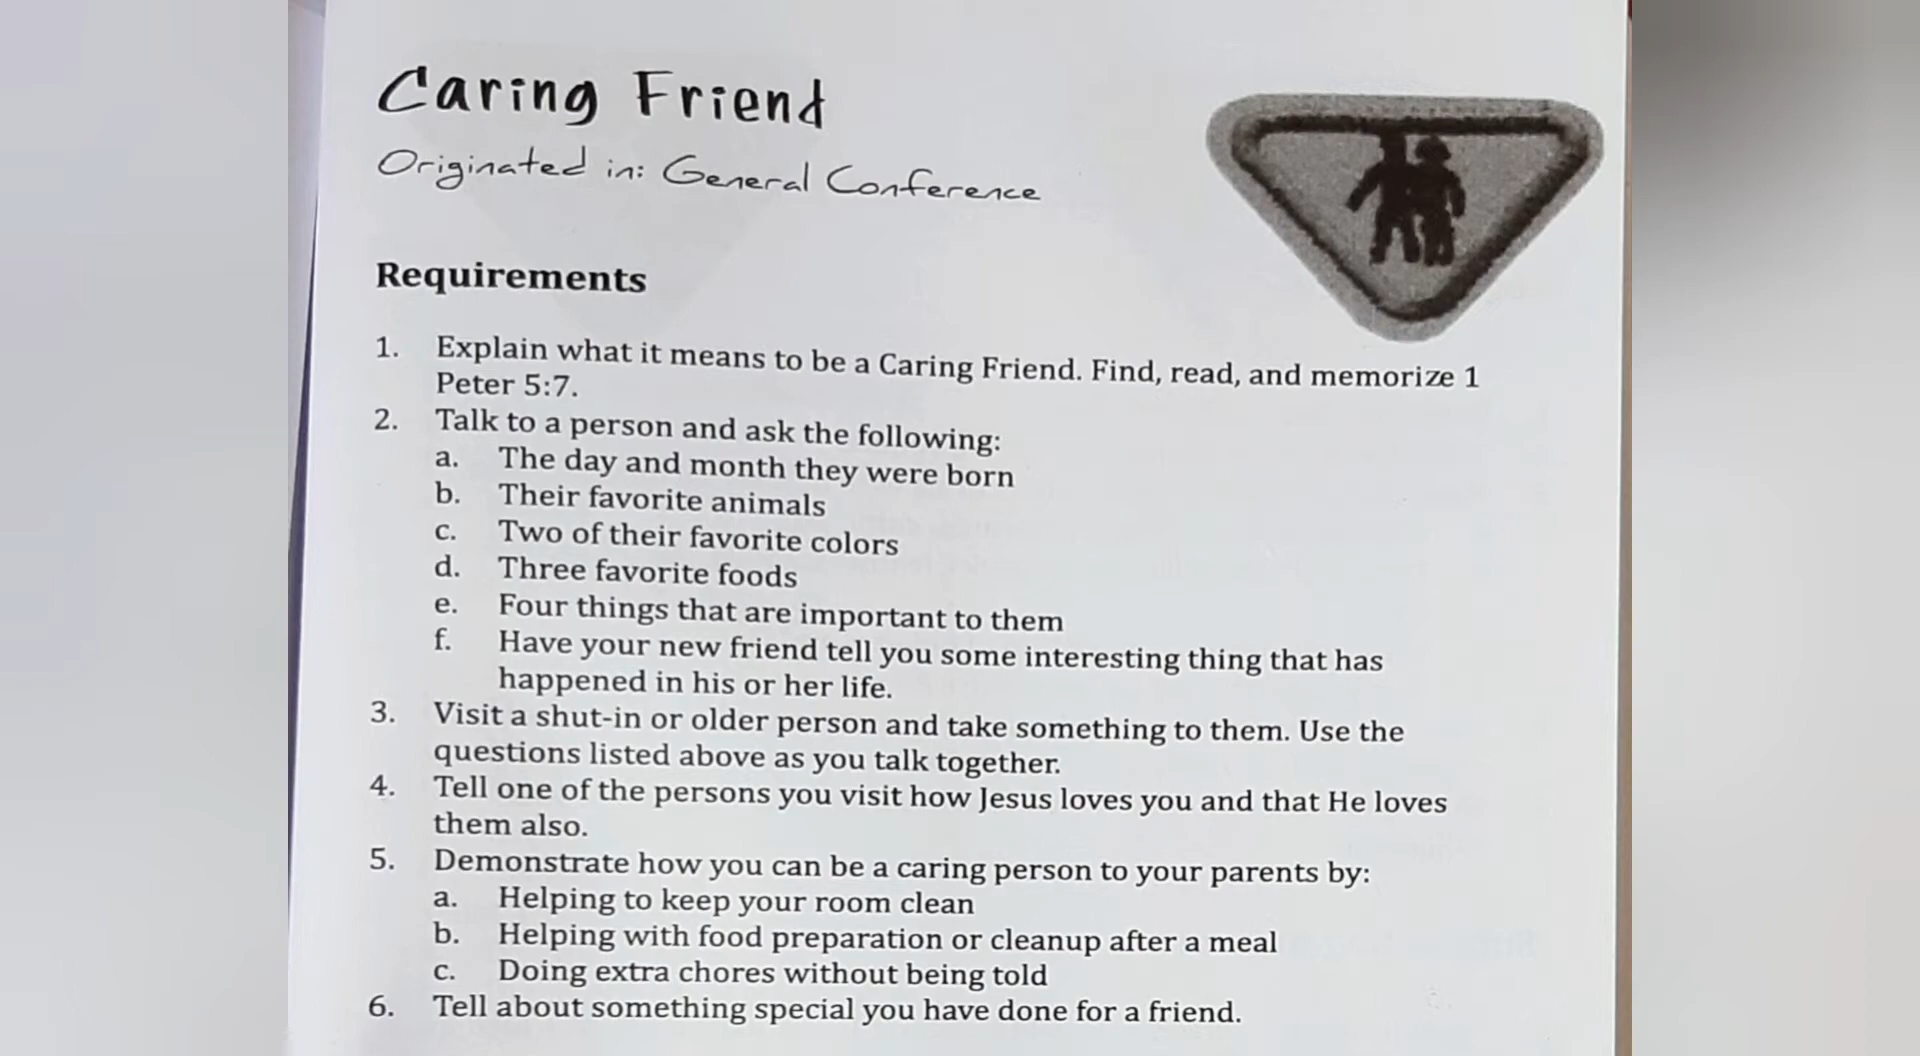 Caring Friend
Originated in: General Conference
Requirements
1. Explain what it means to be a Caring Friend. Find, read, and memorize 1
Peter 5:7.
2. Talk to a person and ask the following:
a. The day and month they were born
b. Their favorite animals
c. Two of their favorite colors
d. Three favorite foods
e. Four things that are important to them
f. Have your new friend tell you some interesting thing that has
happened in his or her life.
3. Visit a shut-in or older person and take something to them. Use the
questions listed above as you talk together.
4. Tell one of the persons you visit how Jesus loves you and that He loves
them also.
5. Demonstrate how you can be a caring person to your parents by:
a. Helping to keep your room clean
b. Helping with food preparation or cleanup after a meal
c. Doing extra chores without being told
6. Tell about something special you have done for a friend.